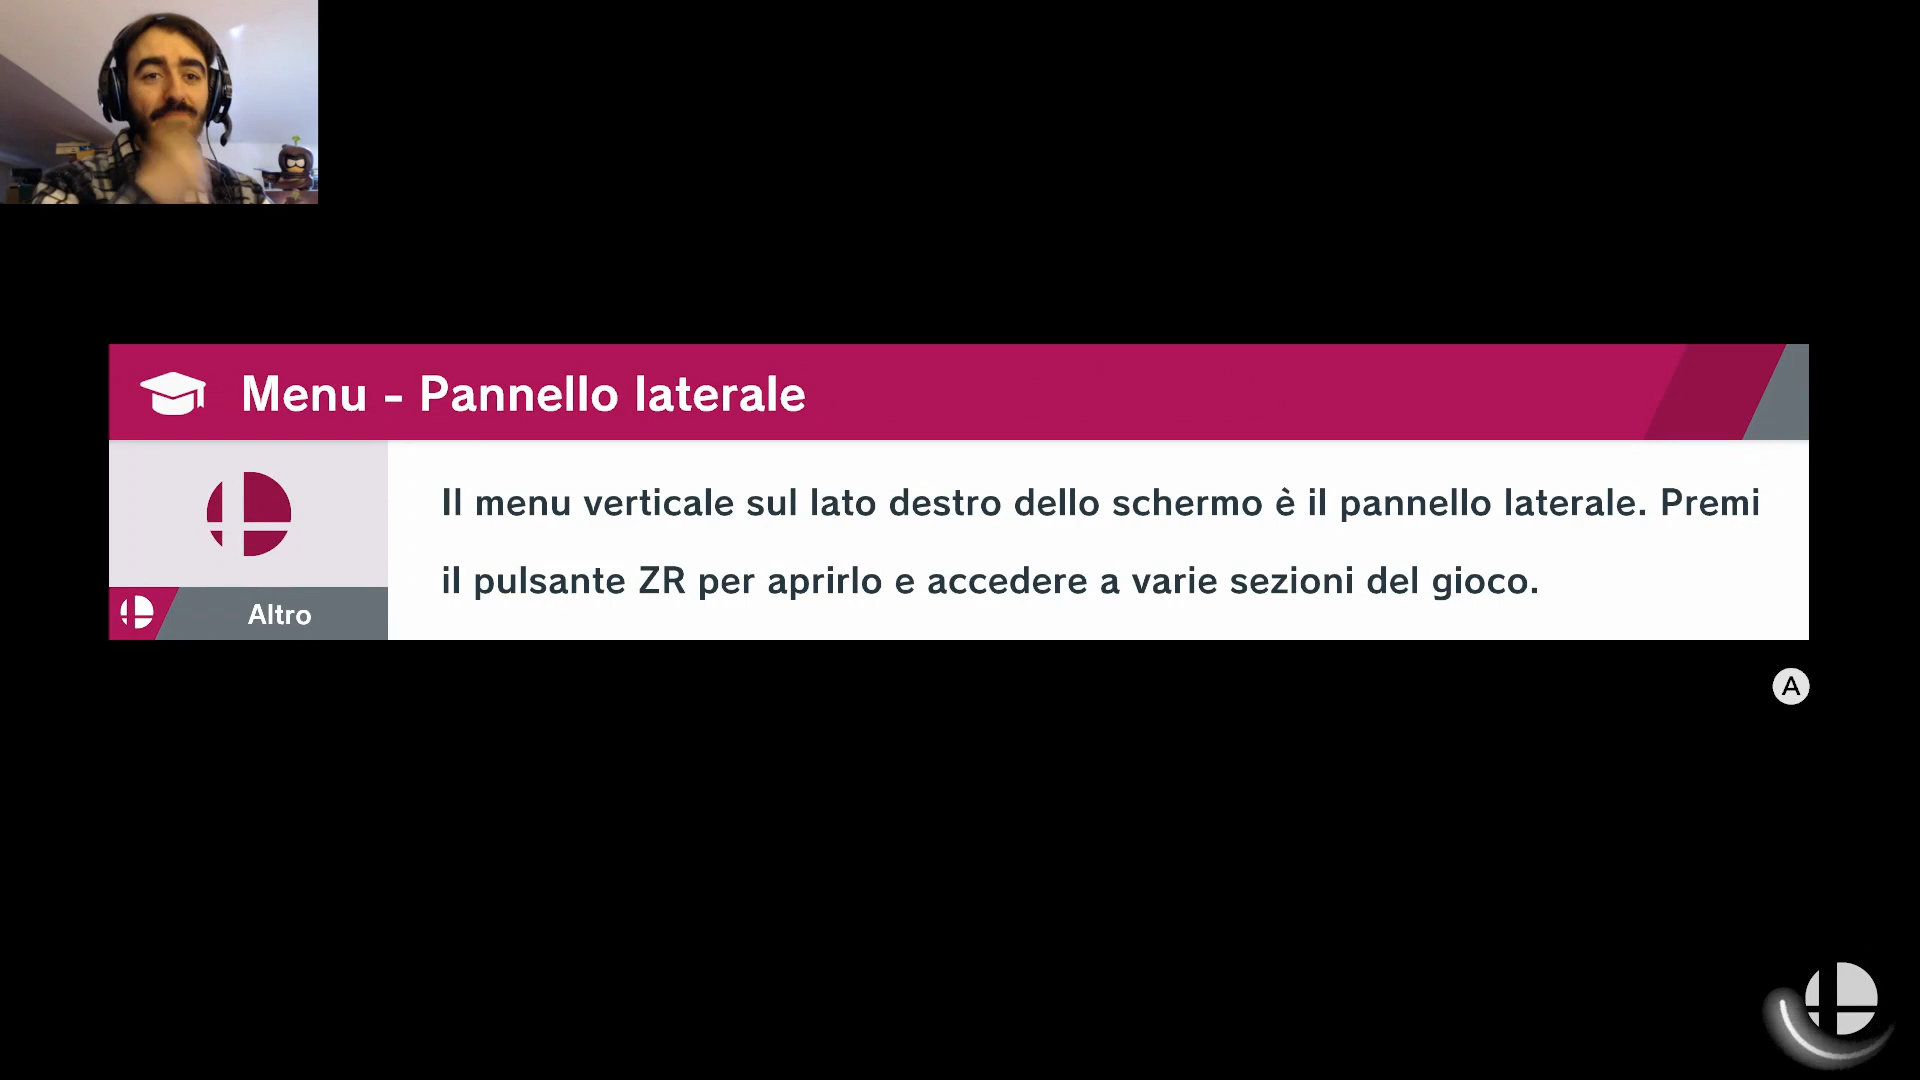 Menu - Pannello laterale
Il menu verticale sul lato destro dello schermo è il pannello laterale. Premi
il pulsante ZR per aprirlo e accedere a varie sezioni del gioco.
Altro
A